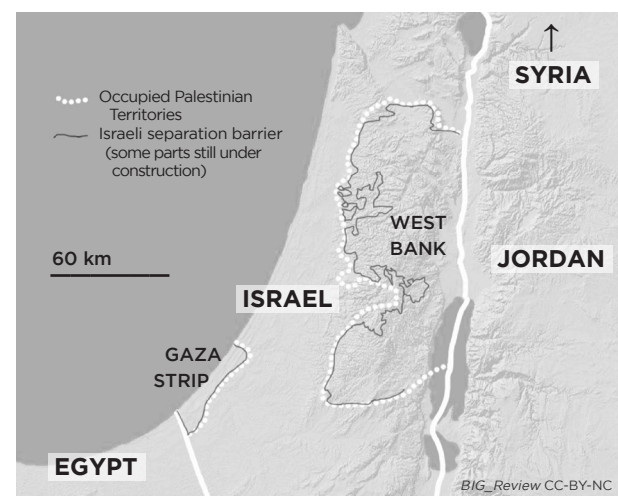 ↑
SYRIA
Occupied Palestinian
Territories
Israeli separation barrier
(some parts still under
construction)
WEST
BANK
60 km
JORDAN
ISRAEL
GAZA
STRIP
EGYPT
BIG_Review CC-BY-NC